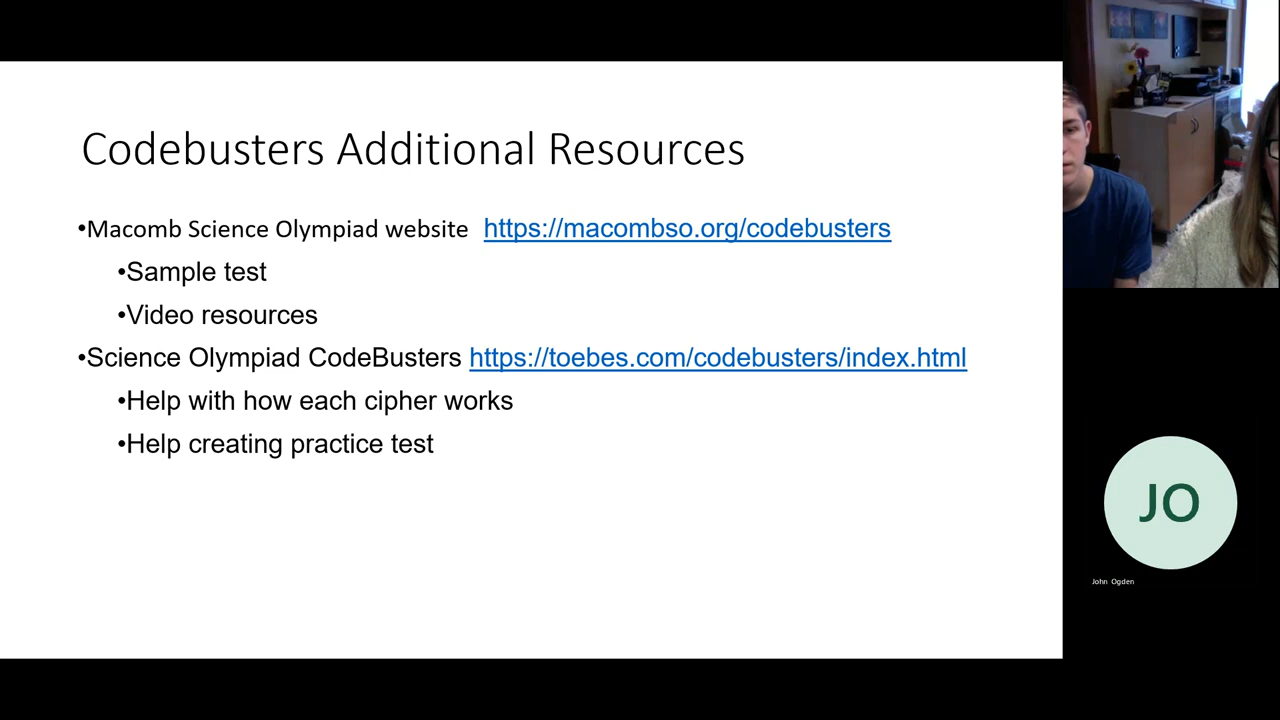 Codebusters Additional Resources
•Macomb Science Olympiad website https://macombso.org/codebusters
•Sample test
•Video resources
•Science Olympiad CodeBusters https://toebes.com/codebusters/index.html
•Help with how each cipher works
•Help creating practice test
JO
John Ogden